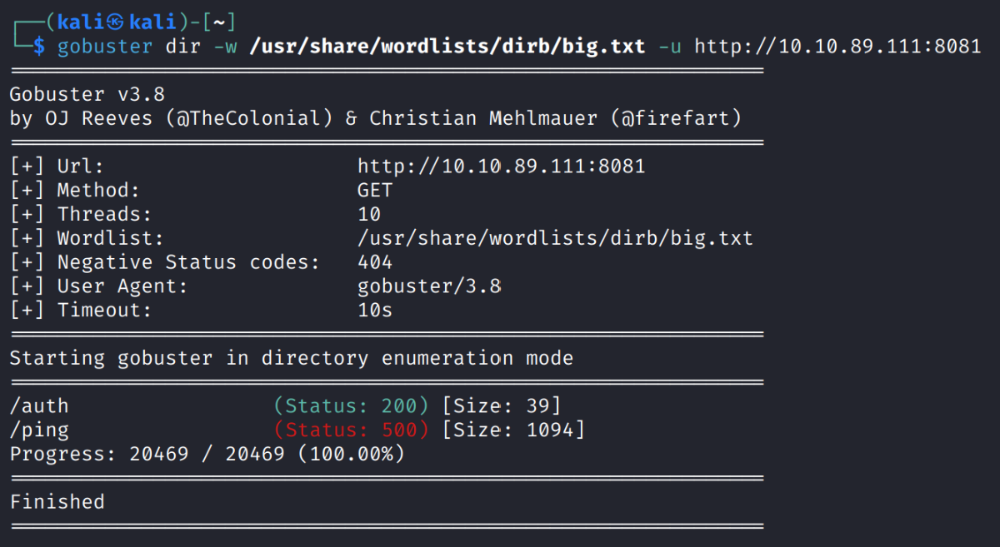 ┌──(kali㉿kali)-[~]
└─$ gobuster dir -w /usr/share/wordlists/dirb/big.txt -u http://10.10.89.111:8081
===============================================================
Gobuster v3.8
by OJ Reeves (@TheColonial) & Christian Mehlmauer (@firefart)
===============================================================
[+] Url:                     http://10.10.89.111:8081
[+] Method:                  GET
[+] Threads:                 10
[+] Wordlist:                /usr/share/wordlists/dirb/big.txt
[+] Negative Status codes:   404
[+] User Agent:              gobuster/3.8
[+] Timeout:                 10s
===============================================================
Starting gobuster in directory enumeration mode
===============================================================
/auth                 (Status: 200) [Size: 39]
/ping                 (Status: 500) [Size: 1094]
Progress: 20469 / 20469 (100.00%)
===============================================================
Finished
===============================================================